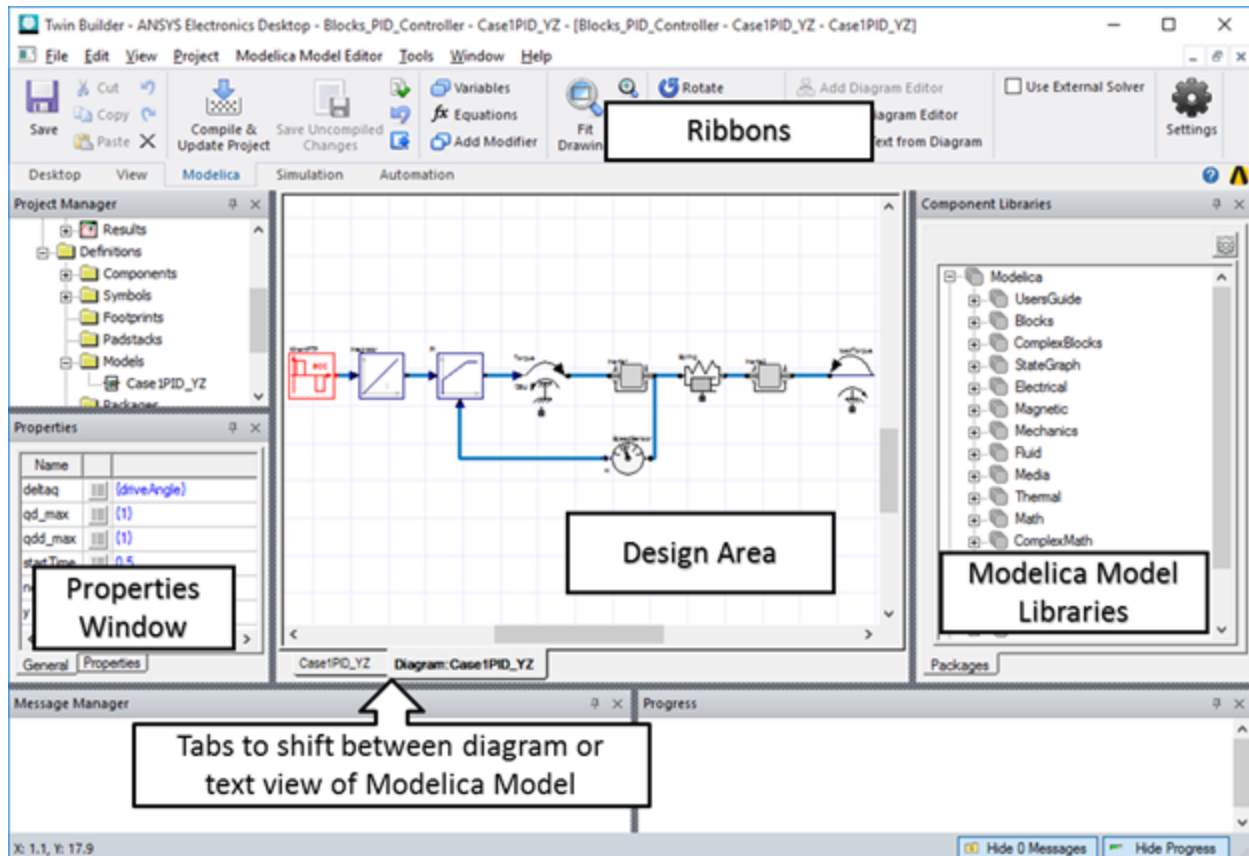 Twin Builder - ANSYS Electronics Desktop - Blocks_PID_Controller - Case1PID_YZ - [Blocks_PID_Controller - Case1PID_YZ - Case1PID_YZ]
File Edit View Project Modelica Model Editor Tools Window Help
Save
Cut
Copy
Paste
Compile & Update Project
Save Uncompiled Changes
Variables
Equations
Add Modifier
Fit
Rotate
Ribbons
Add Diagram Editor
Editor
from Diagram
Use External Solver
Settings
Desktop View Modelica Simulation Automation
Project Manager
Results
Definitions
Components
Symbols
Footprints
Padstacks
Models
Case1PID_YZ
Packages
Properties
Name
deltaq {driveAngle}
qd_max {1}
qdd_max {1}
startTime 0.5
Properties
Window
General Properties
Torque
Spring
Design Area
Case1PID_YZ Diagram:Case1PID_YZ
Component Libraries
Modelica
UsersGuide
Blocks
ComplexBlocks
StateGraph
Electrical
Magnetic
Mechanics
Fluid
Media
Thermal
Math
ComplexMath
Modelica Model
Libraries
Packages
Message Manager
Progress
Tabs to shift between diagram or
text view of Modelica Model
X: 1.1, Y: 17.9
Hide 0 Messages
Hide Progress